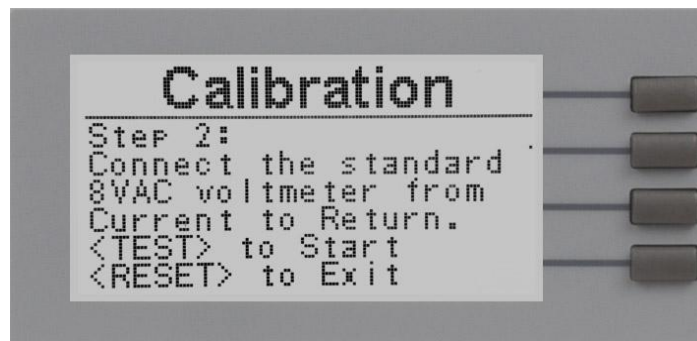 Calibration
Step 2:
Connect the standard
8VAC voltmeter from
Current to Return.
<TEST> to Start
<RESET> to Exit